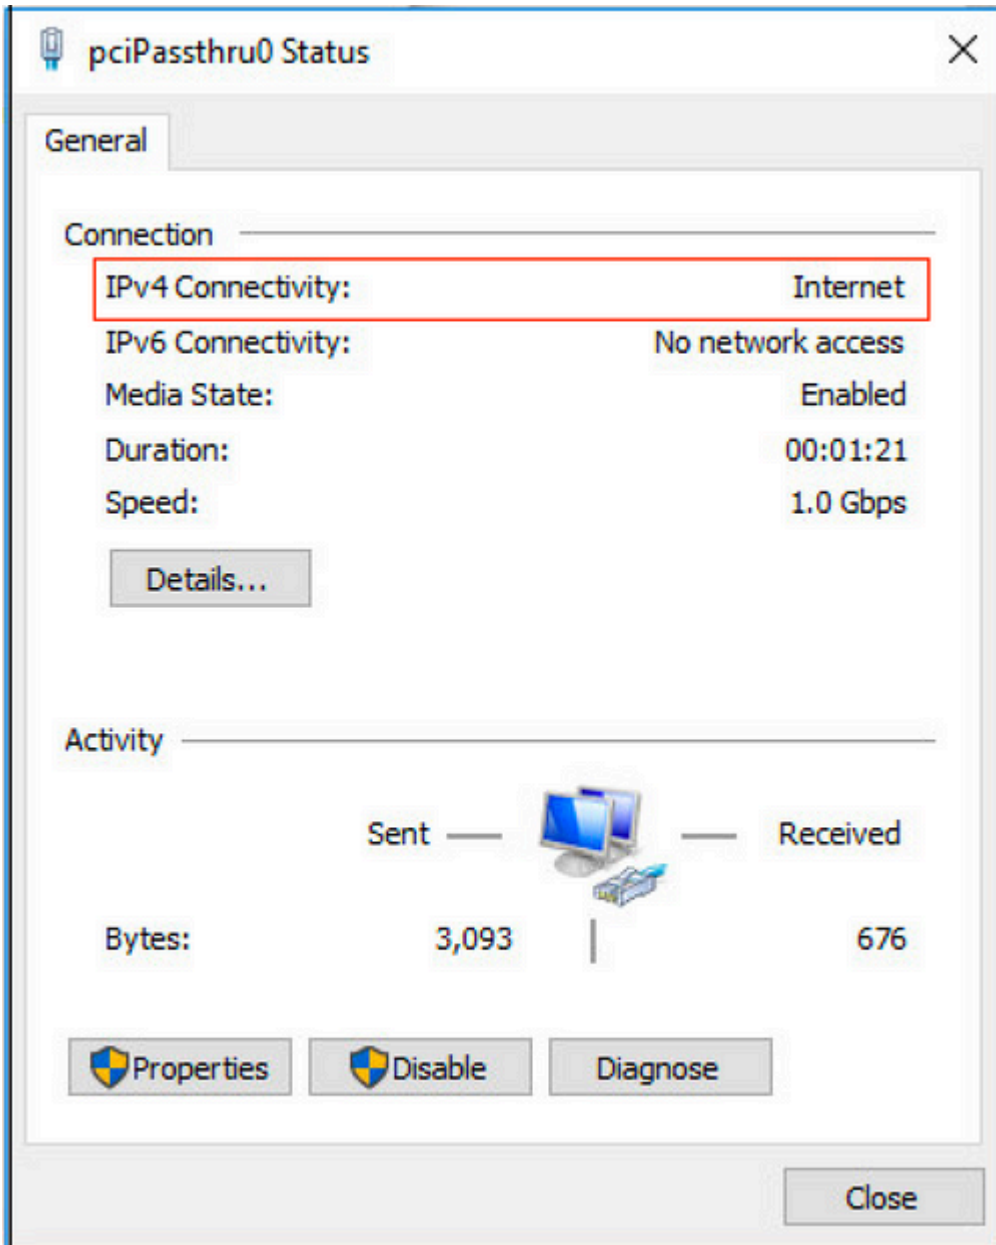 pciPassthru0 Status
General
Connection
IPv4 Connectivity: Internet
IPv6 Connectivity: No network access
Media State: Enabled
Duration: 00:01:21
Speed: 1.0 Gbps
Details...
Activity
Sent Received
Bytes: 3,093 676
Properties Disable Diagnose
Close